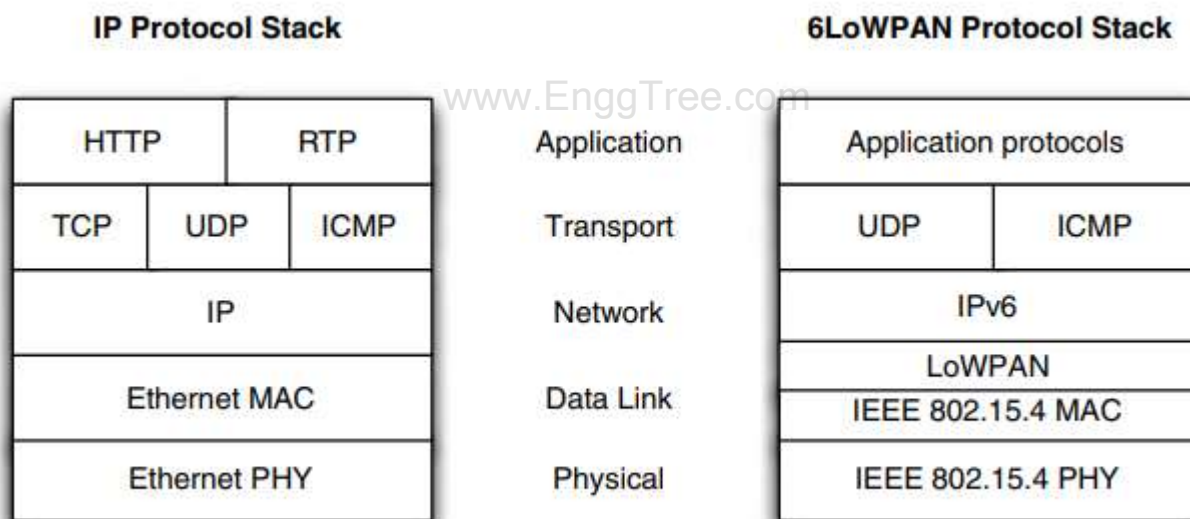 IP Protocol Stack 6LoWPAN Protocol Stack
www.EnggTree.com
HTTP RTP Application Application protocols
TCP UDP ICMP Transport UDP ICMP
IP Network IPv6
LoWPAN
Ethernet MAC Data Link
IEEE 802.15.4 MAC
Ethernet PHY Physical IEEE 802.15.4 PHY